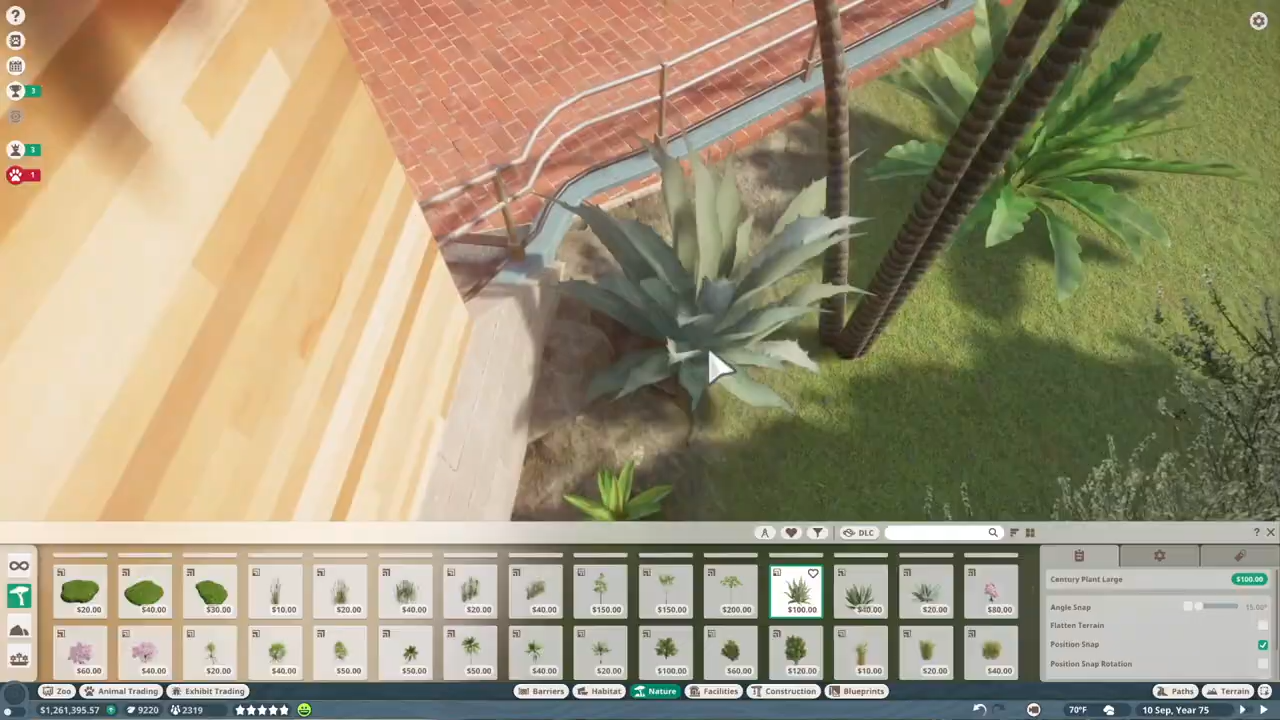 ?
3
3
1
DLC
? ×
$20.00 $40.00 $30.00 $10.00 $20.00 $40.00 $20.00 $40.00 $150.00 $150.00 $200.00 $100.00 $40.00 $20.00 $80.00
$60.00 $40.00 $20.00 $40.00 $50.00 $40.00 $50.00 $40.00 $20.00 $100.00 $60.00 $120.00 $10.00 $20.00 $40.00
Century Plant Large $100.00
Angle Snap 15.00°
Flatten Terrain
Position Snap
Position Snap Rotation
Zoo Animal Trading Exhibit Trading Barriers Habitat Nature Facilities Construction Blueprints Paths Terrain
$1,261,395.57 9220 2319 70°F 10 Sep, Year 75